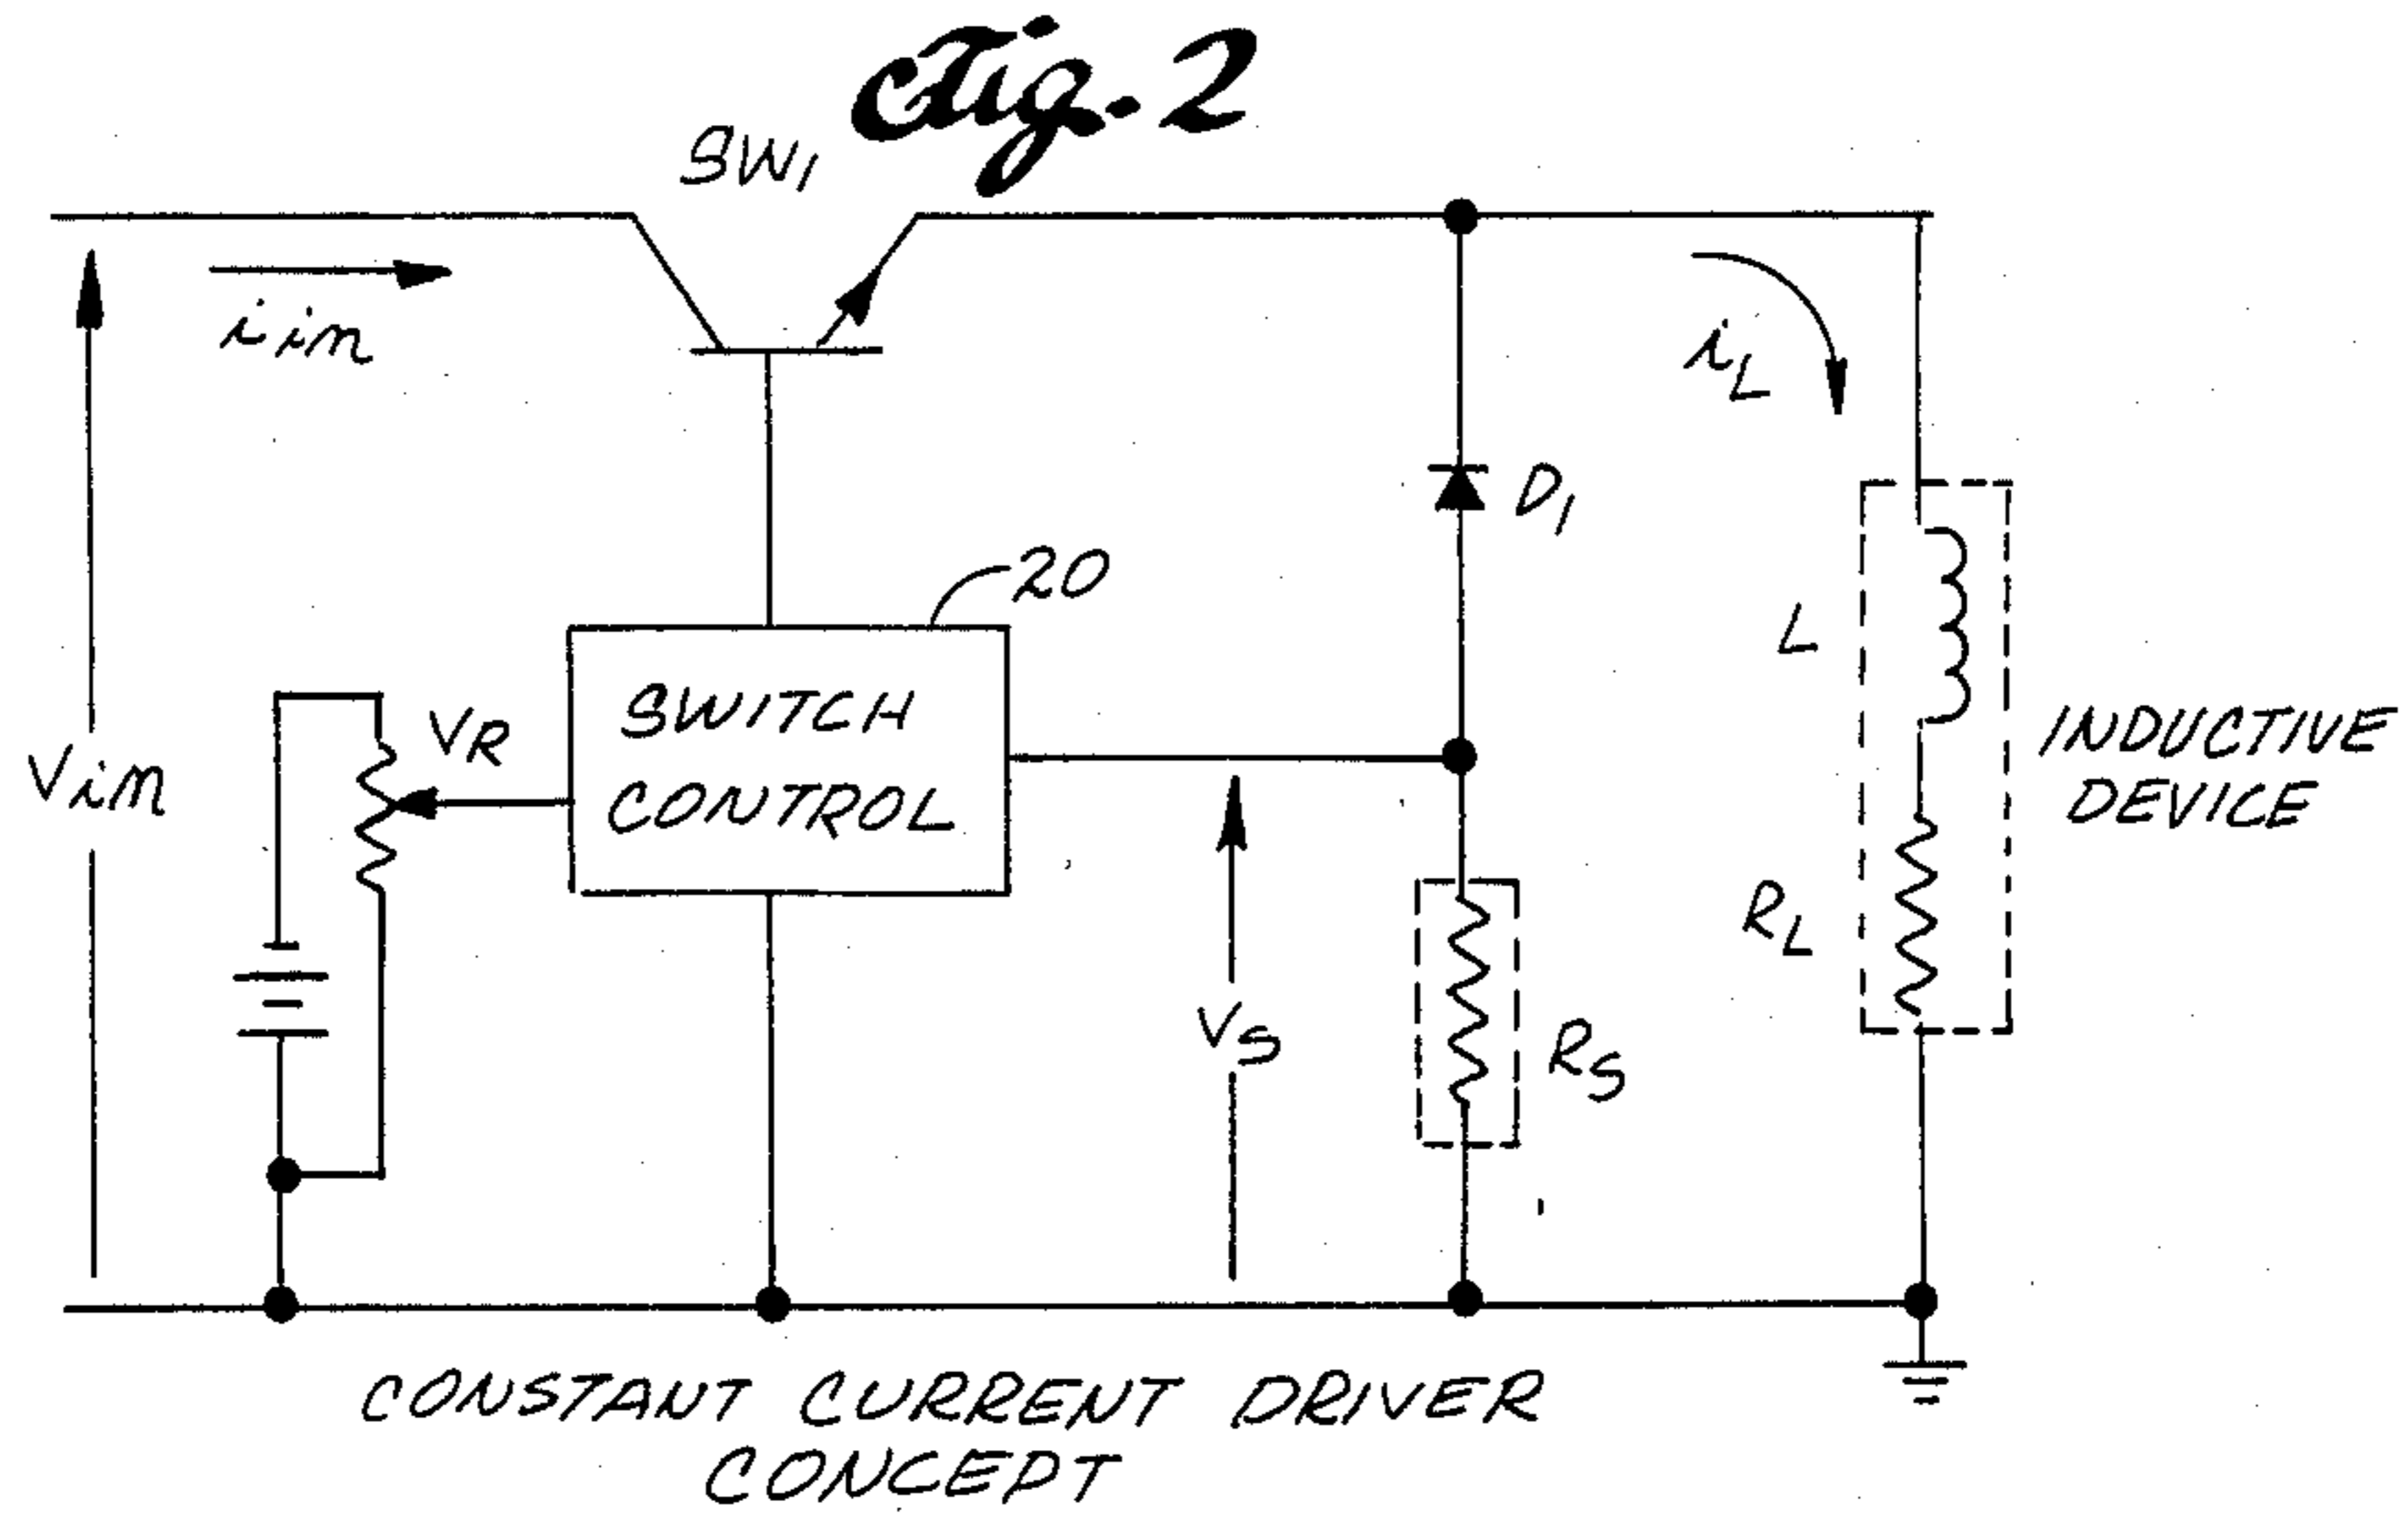 Fig. 2
SW1
iin
iL
D1
20
L
SWITCH
CONTROL
VR
Vin
INDUCTIVE
DEVICE
RL
VS
RS
CONSTANT CURRENT DRIVER
CONCEPT